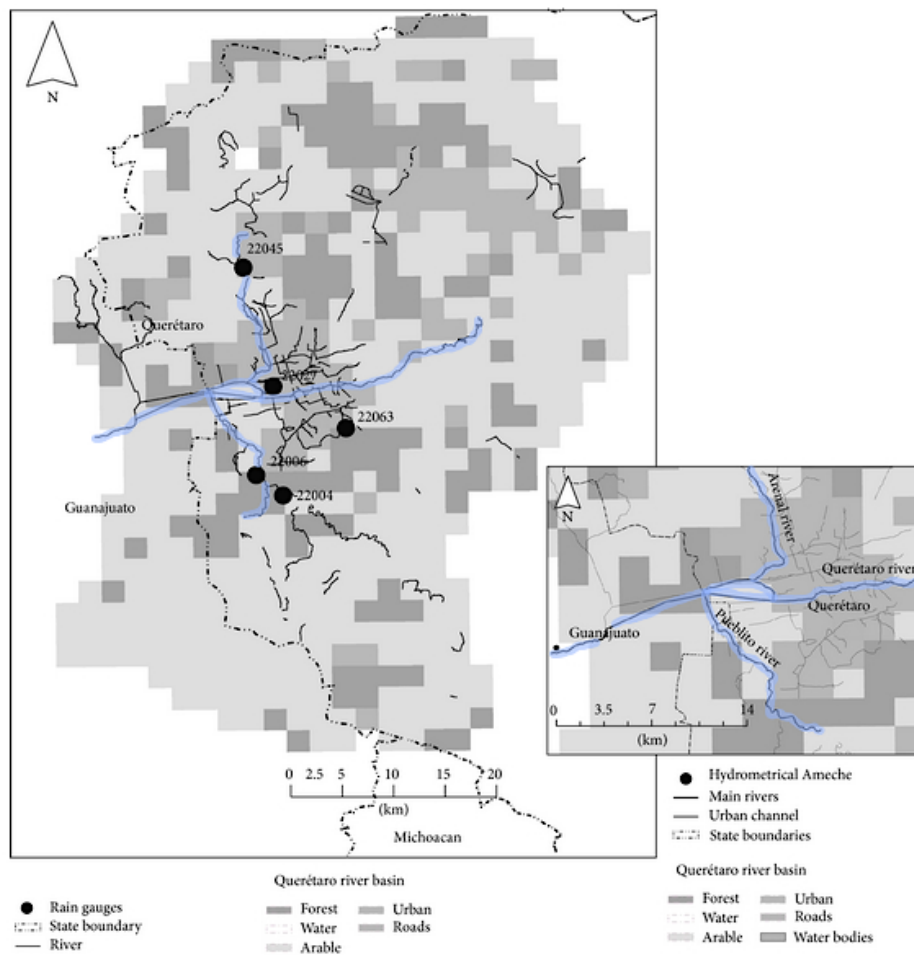 N
22045
Querétaro
22027
22063
22006
22004
Guanajuato
0 2.5 5 10 15 20
(km)
Michoacan
N
Arenal river
Querétaro river
Querétaro
Pueblito river
Guanajuato
0 3.5 7 14
(km)
Rain gauges
State boundary
River
Querétaro river basin
Forest Urban
Water Roads
Arable
Hydrometrical Ameche
Main rivers
Urban channel
State boundaries
Querétaro river basin
Forest Urban
Water Roads
Arable Water bodies